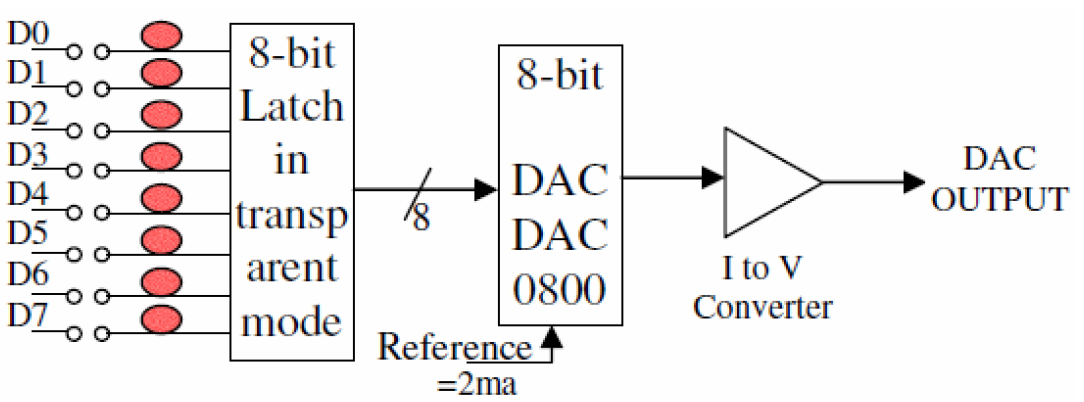 D0
D1
D2
D3
D4
D5
D6
D7
8-bit
Latch
in
transp
arent
mode
8
8-bit
DAC
DAC
0800
Reference
=2ma
I to V
Converter
DAC
OUTPUT